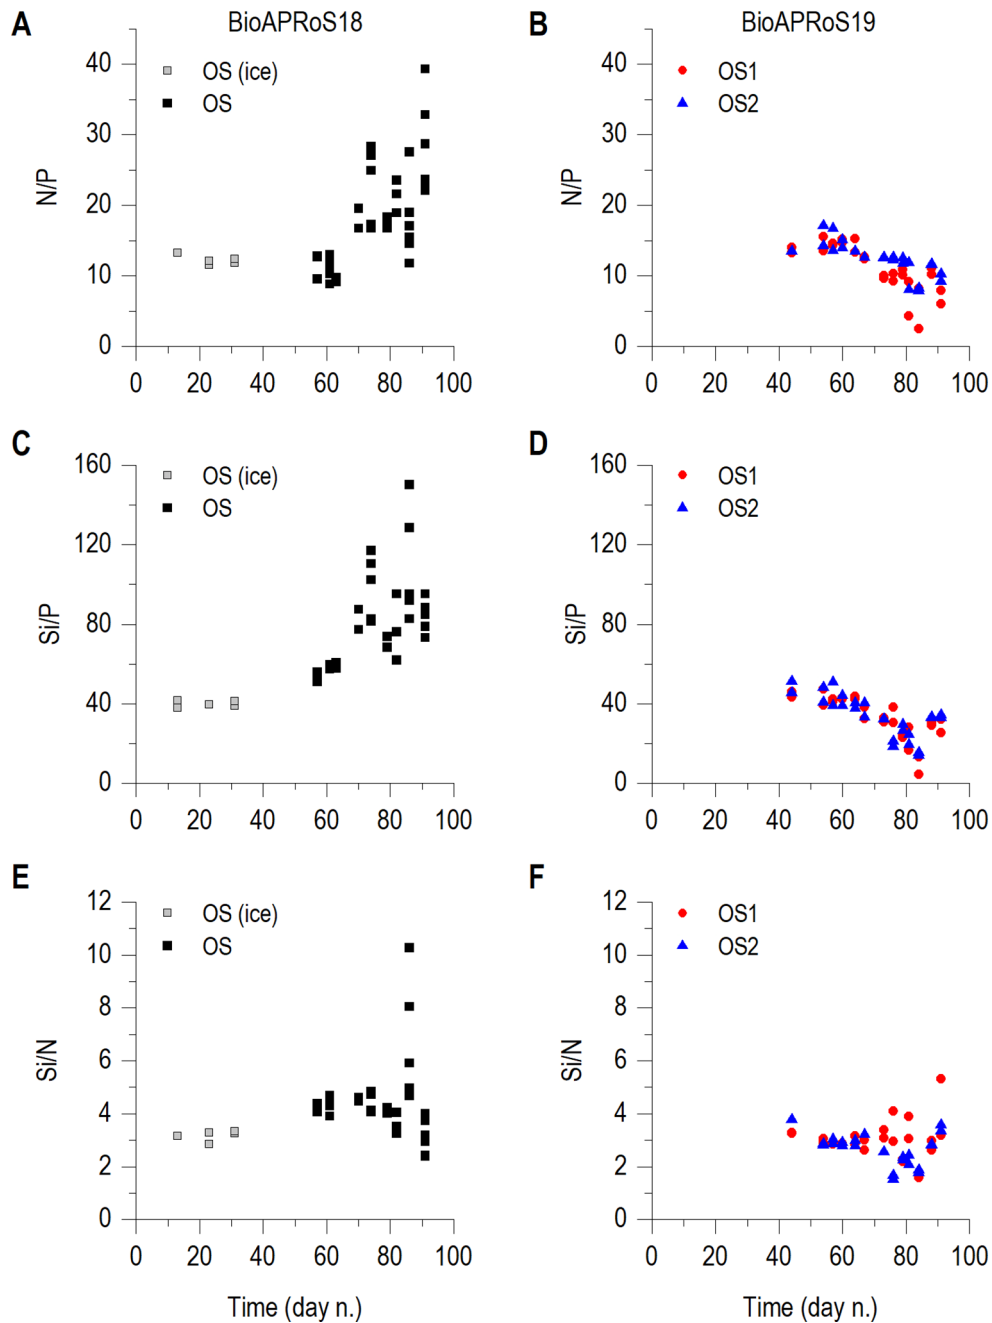 A BioAPRoS18 B BioAPRoS19
40
OS (ice)
OS
30
N/P
20
10
0
0 20 40 60 80 100
40
OS1
OS2
30
N/P
20
10
0
0 20 40 60 80 100
C
160
OS (ice)
OS
120
Si/P
80
40
0
0 20 40 60 80 100
D
160
OS1
OS2
120
Si/P
80
40
0
0 20 40 60 80 100
E
12
OS (ice)
OS
10
8
Si/N
6
4
2
0
0 20 40 60 80 100
Time (day n.)
F
12
OS1
OS2
10
8
Si/N
6
4
2
0
0 20 40 60 80 100
Time (day n.)